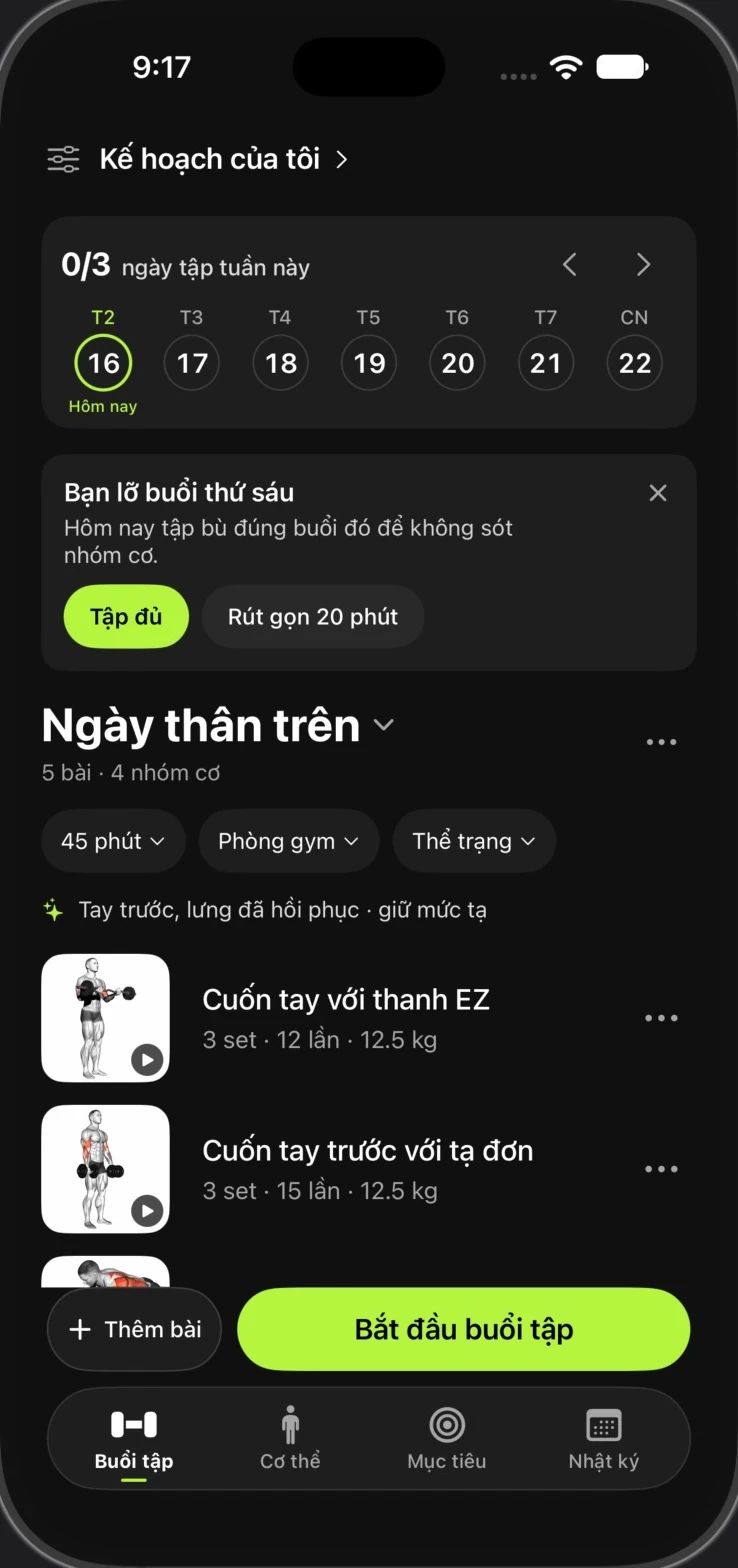 9:17
Kế hoạch của tôi
0/3 ngày tập tuần này
T2 T3 T4 T5 T6 T7 CN
16 17 18 19 20 21 22
Hôm nay
Bạn lỡ buổi thứ sáu
Hôm nay tập bù đúng buổi đó để không sót
nhóm cơ.
Tập đủ Rút gọn 20 phút
Ngày thân trên
5 bài · 4 nhóm cơ
45 phút Phòng gym Thể trạng
Tay trước, lưng đã hồi phục · giữ mức tạ
Cuốn tay với thanh EZ
3 set · 12 lần · 12.5 kg
Cuốn tay trước với tạ đơn
3 set · 15 lần · 12.5 kg
+ Thêm bài Bắt đầu buổi tập
Buổi tập Cơ thể Mục tiêu Nhật ký